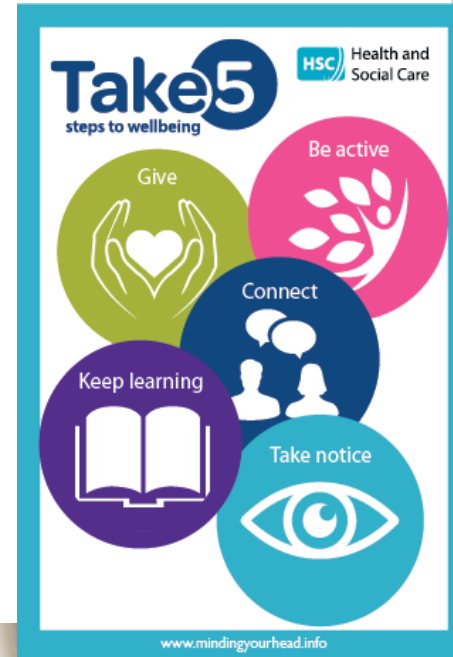 Take5
steps to wellbeing
HSC
Health and
Social Care
Be active
Give
Connect
Keep learning
Take notice
www.mindingyourhead.info